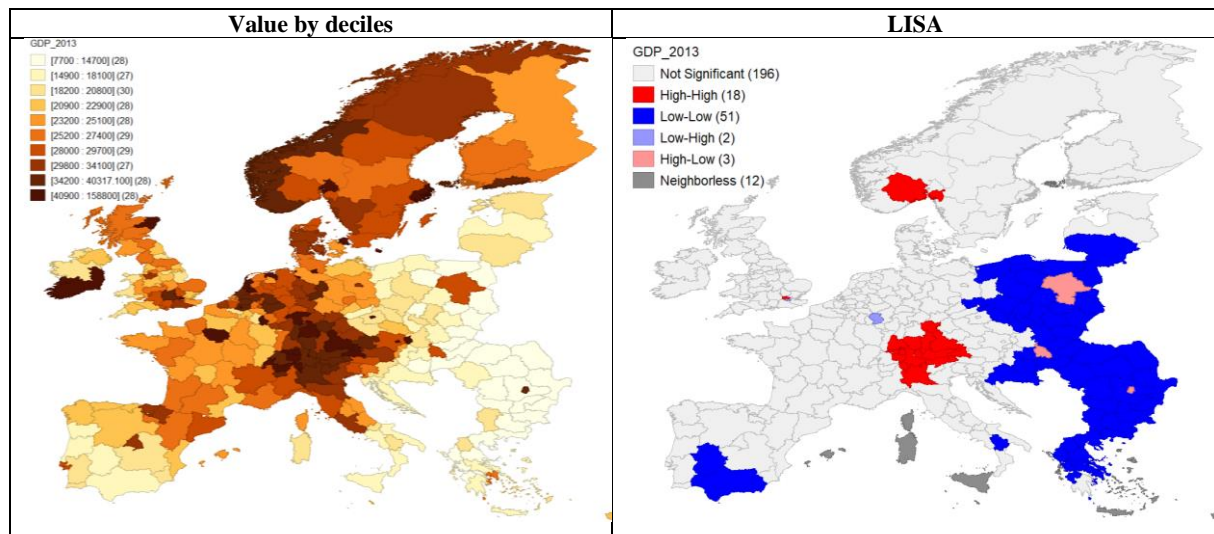 Value by deciles
LISA
GDP_2013
[7700 : 14700] (28)
[14900 : 18100] (27)
[18200 : 20800] (30)
[20900 : 22900] (28)
[23200 : 25100] (28)
[25200 : 27400] (29)
[28000 : 29700] (29)
[29800 : 34100] (27)
[34200 : 40317.100] (28)
[40900 : 158800] (28)
GDP_2013
Not Significant (196)
High-High (18)
Low-Low (51)
Low-High (2)
High-Low (3)
Neighborless (12)